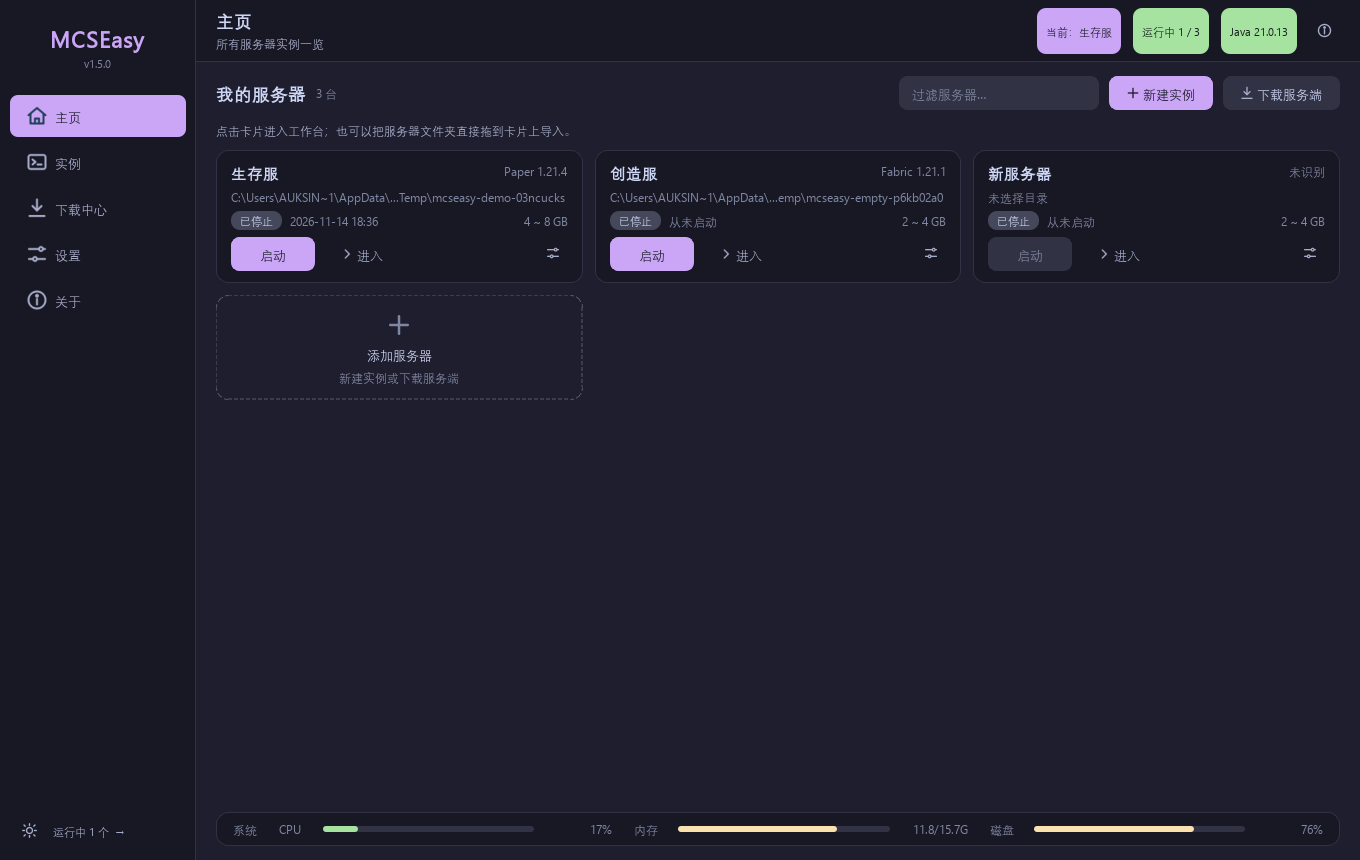 MCSEasy
v1.5.0
主页
实例
下载中心
设置
关于
运行中 1 个 →
主页
所有服务器实例一览
当前: 生存服
运行中 1 / 3
Java 21.0.13
我的服务器 3 台
过滤服务器...
新建实例
下载服务端
点击卡片进入工作台；也可以把服务器文件夹直接拖到卡片上导入。
生存服 Paper 1.21.4
C:\Users\AUKSIN~1\AppData\...Temp\mcseasy-demo-03ncucks
已停止 2026-11-14 18:36 4 ~ 8 GB
启动 进入
创造服 Fabric 1.21.1
C:\Users\AUKSIN~1\AppData\...emp\mcseasy-empty-p6kb02a0
已停止 从未启动 2 ~ 4 GB
启动 进入
新服务器 未识别
未选择目录
已停止 从未启动 2 ~ 4 GB
启动 进入
添加服务器
新建实例或下载服务端
系统 CPU 17% 内存 11.8/15.7G 磁盘 76%